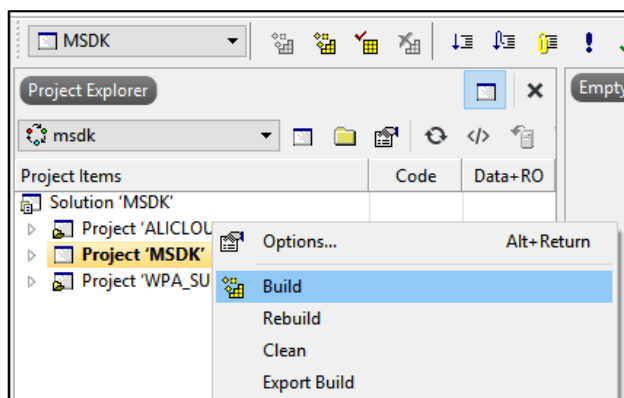 MSDK
Project Explorer
Empty
msdk
</>
Project Items Code Data+RO
Solution 'MSDK'
Project 'ALICLOU
Project 'MSDK'
Project 'WPA_SU
Options... Alt+Return
Build
Rebuild
Clean
Export Build